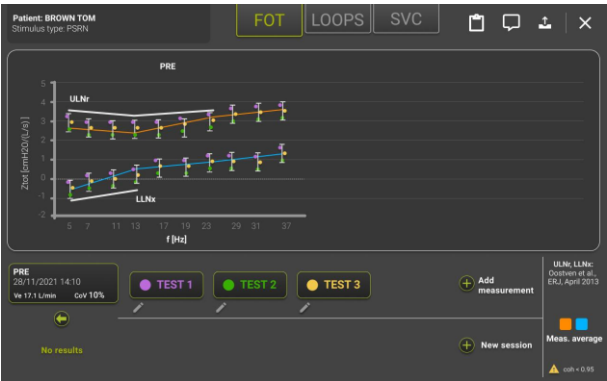 Patient: BROWN TOM
Stimulus type: PSRN
FOT
LOOPS
SVC
PRE
Ztot [cmH2O/(L/s)]
5
4
3
2
1
0
-1
-2
ULNr
LLNx
5 7 11 13 17 19 23 29 31 37
f [Hz]
PRE
28/11/2021 14:10
Ve 17.1 L/min CoV 10%
TEST 1
TEST 2
TEST 3
Add
measurement
ULNr, LLNx:
Oostven et al.,
ERJ, April 2013
No results
New session
Meas. average
coh < 0.95